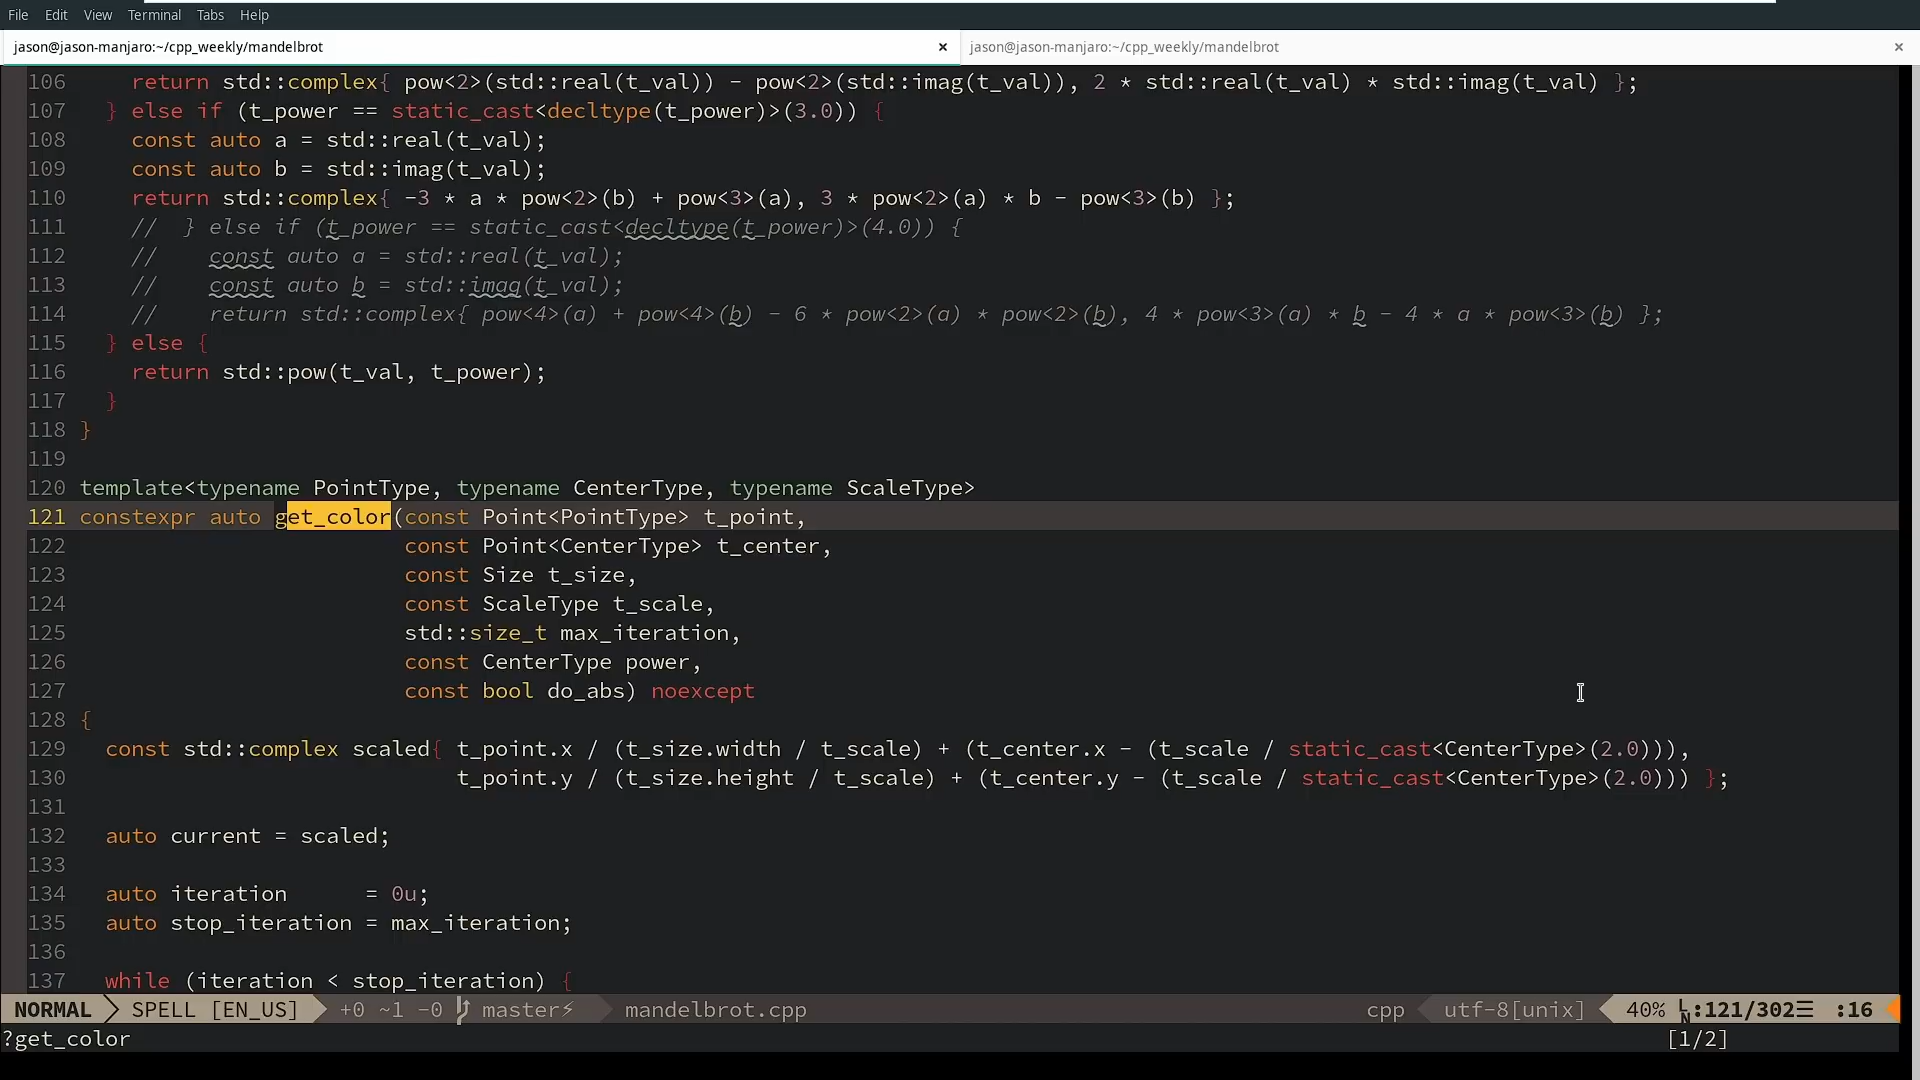 File Edit View Terminal Tabs Help
jason@jason-manjaro:~/cpp_weekly/mandelbrot × jason@jason-manjaro:~/cpp_weekly/mandelbrot ×
106     return std::complex{ pow<2>(std::real(t_val)) - pow<2>(std::imag(t_val)), 2 * std::real(t_val) * std::imag(t_val) };
107   } else if (t_power == static_cast<decltype(t_power)>(3.0)) {
108     const auto a = std::real(t_val);
109     const auto b = std::imag(t_val);
110     return std::complex{ -3 * a * pow<2>(b) + pow<3>(a), 3 * pow<2>(a) * b - pow<3>(b) };
111     //  } else if (t_power == static_cast<decltype(t_power)>(4.0)) {
112     //    const auto a = std::real(t_val);
113     //    const auto b = std::imag(t_val);
114     //    return std::complex{ pow<4>(a) + pow<4>(b) - 6 * pow<2>(a) * pow<2>(b), 4 * pow<3>(a) * b - 4 * a * pow<3>(b) };
115   } else {
116     return std::pow(t_val, t_power);
117   }
118 }
119
120 template<typename PointType, typename CenterType, typename ScaleType>
121 constexpr auto get_color(const Point<PointType> t_point,
122                          const Point<CenterType> t_center,
123                          const Size t_size,
124                          const ScaleType t_scale,
125                          std::size_t max_iteration,
126                          const CenterType power,
127                          const bool do_abs) noexcept
128 {
129   const std::complex scaled{ t_point.x / (t_size.width / t_scale) + (t_center.x - (t_scale / static_cast<CenterType>(2.0))),
130                              t_point.y / (t_size.height / t_scale) + (t_center.y - (t_scale / static_cast<CenterType>(2.0))) };
131
132   auto current = scaled;
133
134   auto iteration      = 0u;
135   auto stop_iteration = max_iteration;
136
137   while (iteration < stop_iteration) {
NORMAL SPELL [EN_US] +0 ~1 -0 master⚡ mandelbrot.cpp cpp utf-8[unix] 40% LN:121/302☰ :16
?get_color [1/2]